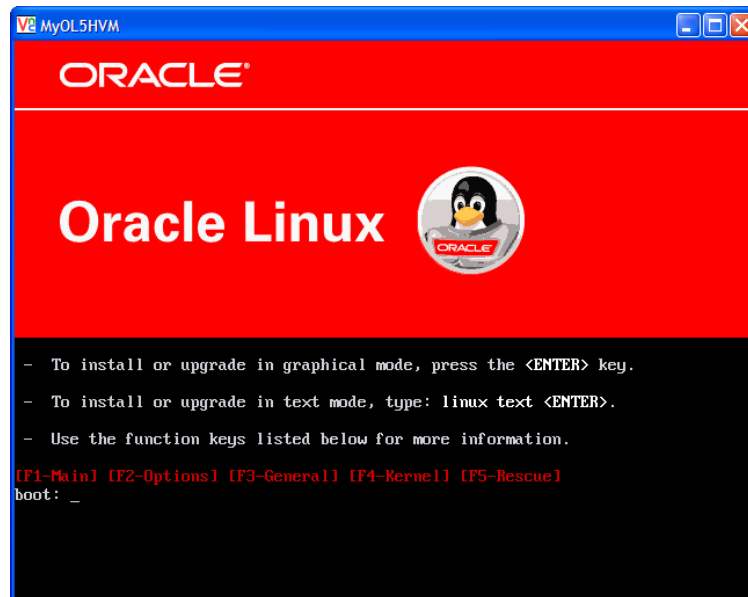 MyOL5HVM
ORACLE®
Oracle Linux
ORACLE
- To install or upgrade in graphical mode, press the <ENTER> key.
- To install or upgrade in text mode, type: linux text <ENTER>.
- Use the function keys listed below for more information.
[F1-Main] [F2-Options] [F3-General] [F4-Kernel] [F5-Rescue]
boot: _